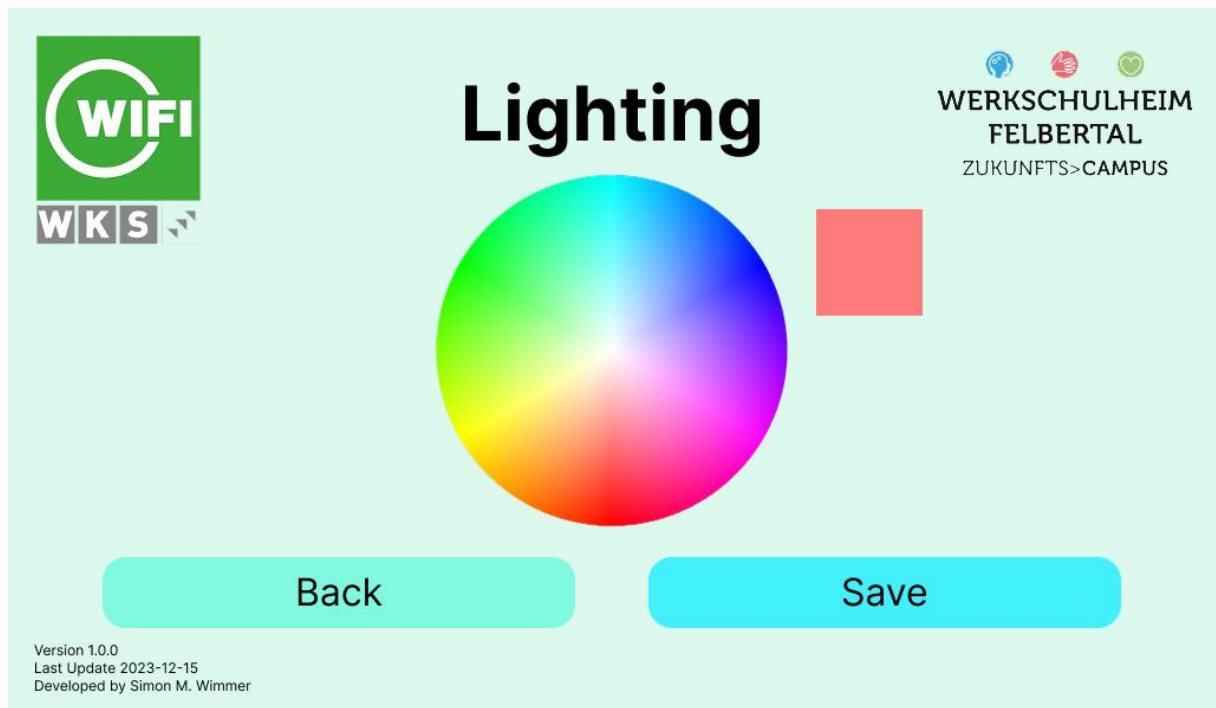 WIFI
WKS
Lighting
WERKSCHULHEIM
FELBERTAL
ZUKUNFTS>CAMPUS
Back
Save
Version 1.0.0
Last Update 2023-12-15
Developed by Simon M. Wimmer